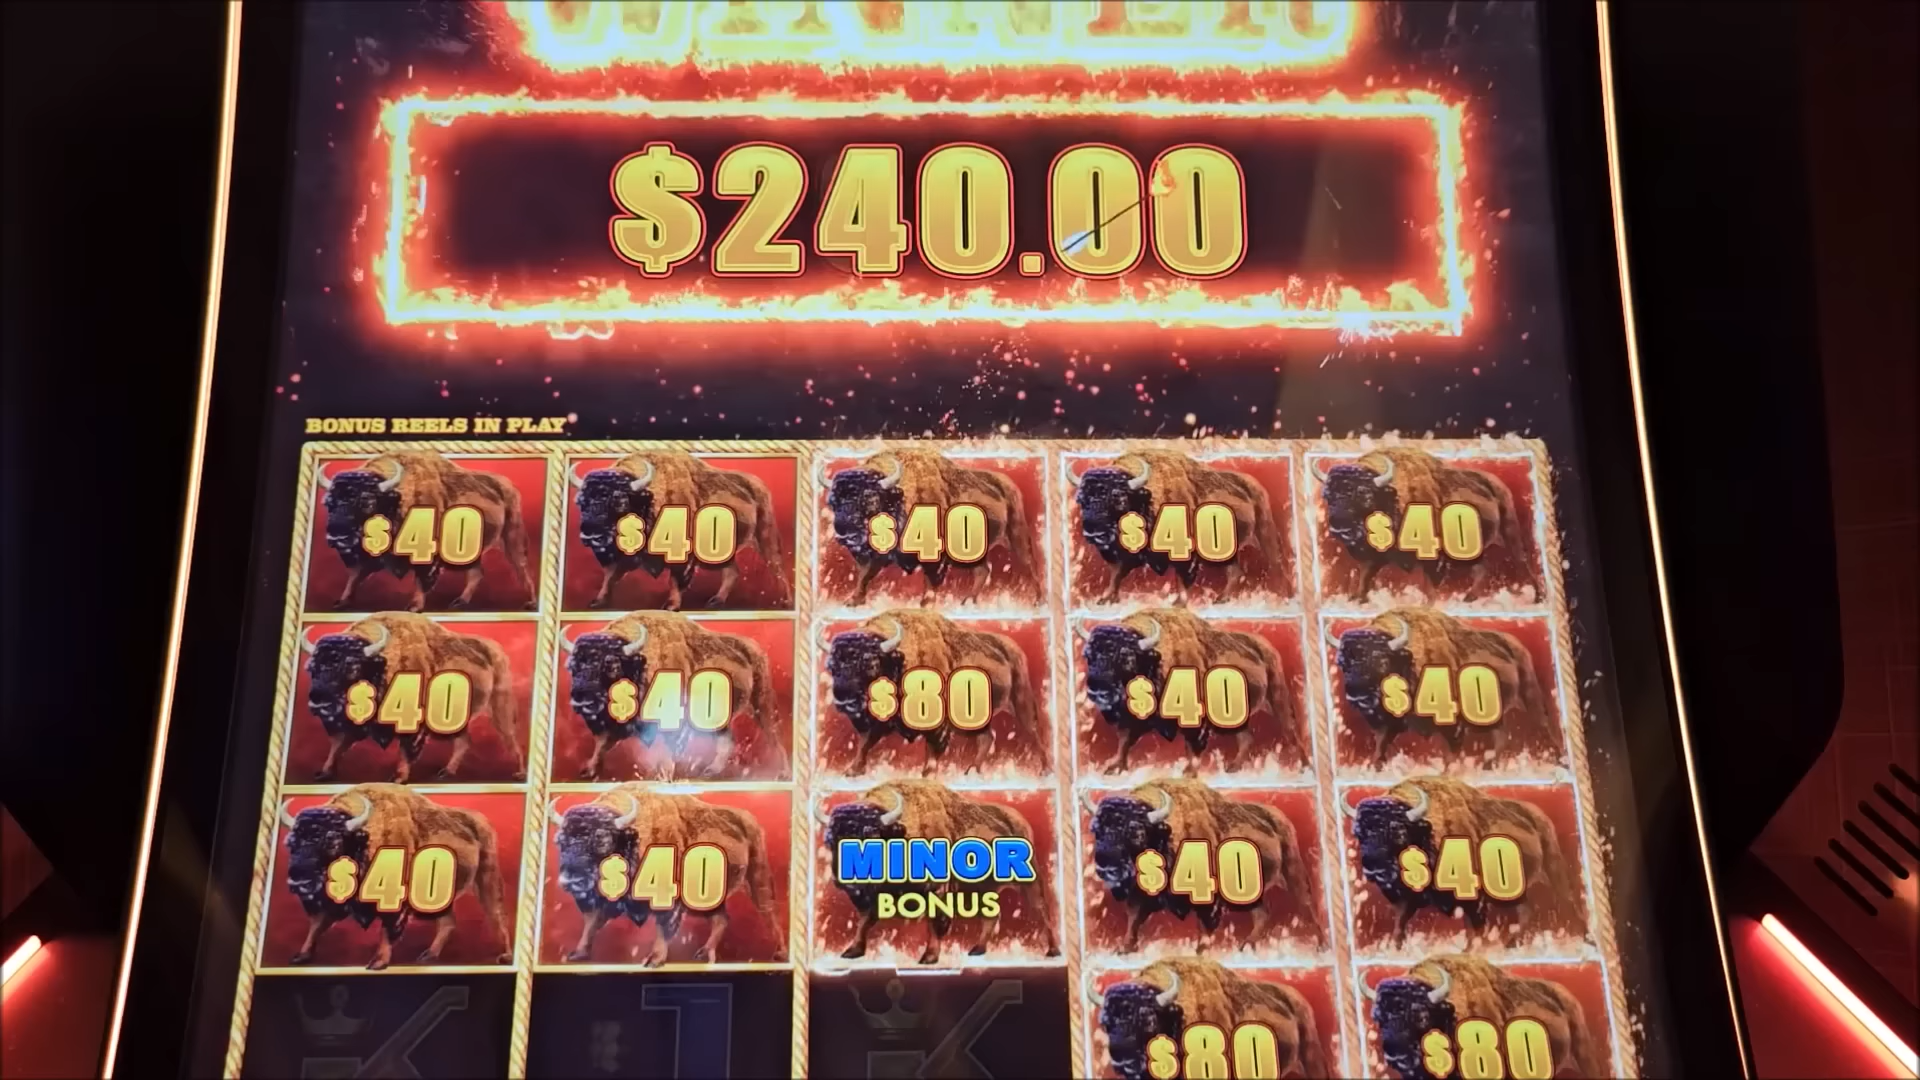 WINNER
$240.00
BONUS REELS IN PLAY
$40 $40 $40 $40 $40
$40 $40 $80 $40 $40
$40 $40 MINOR BONUS $40 $40
K J K $80 $80